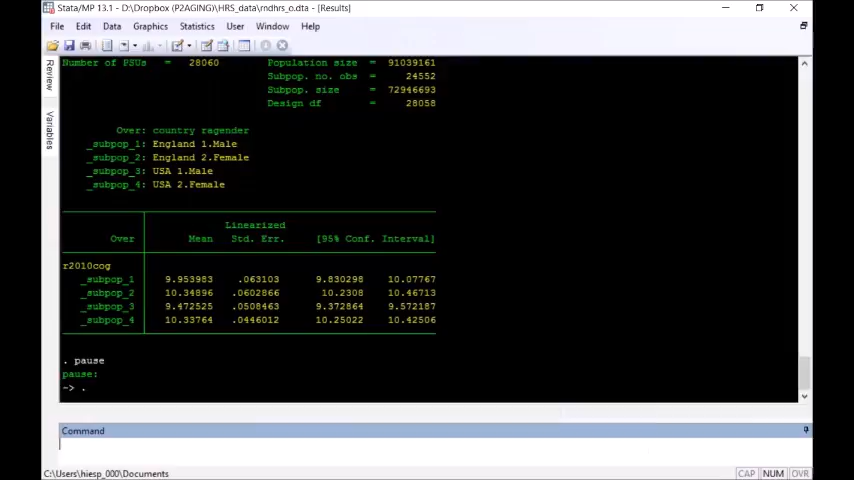 Stata/MP 13.1 - D:\Dropbox (P2AGING)\HRS_data\rndhrs_o.dta - [Results]
File Edit Data Graphics Statistics User Window Help
Review
Variables
Number of PSUs = 28060 Population size = 91039161
Subpop. no. obs = 24552
Subpop. size = 72946693
Design df = 28058
Over: country ragender
_subpop_1: England 1.Male
_subpop_2: England 2.Female
_subpop_3: USA 1.Male
_subpop_4: USA 2.Female
Linearized
Over Mean Std. Err. [95% Conf. Interval]
r2010cog
_subpop_1 9.953983 .063103 9.830298 10.07767
_subpop_2 10.34896 .0602866 10.2308 10.46713
_subpop_3 9.472525 .0508463 9.372864 9.572187
_subpop_4 10.33764 .0446012 10.25022 10.42506
. pause
pause:
~> .
Command
C:\Users\hiesp_000\Documents CAP NUM OVR